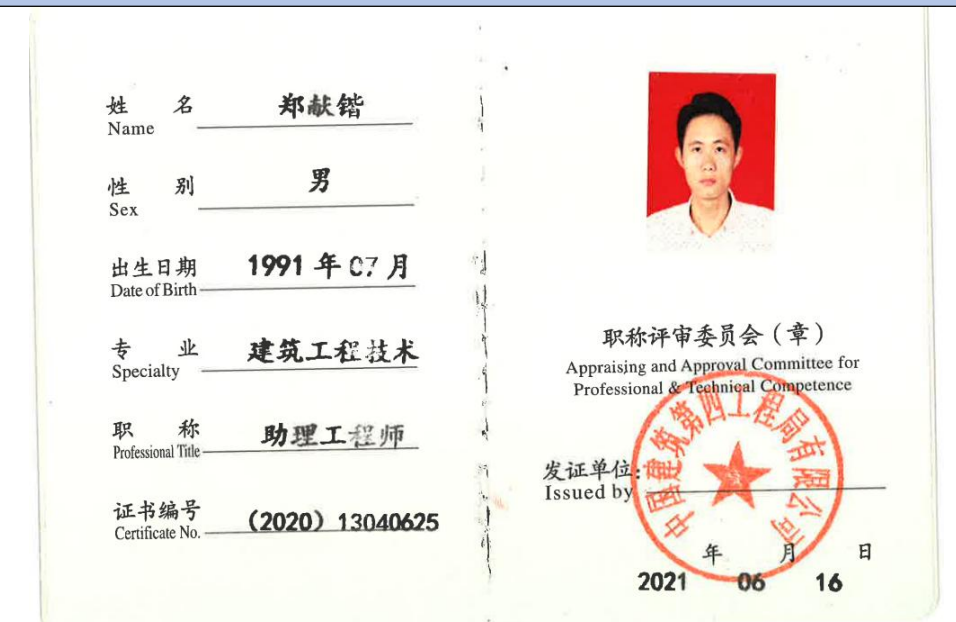 姓 名 郑献锴
Name
性 别 男
Sex
出生日期 1991 年 07 月
Date of Birth
专 业 建筑工程技术
Specialty
职 称 助理工程师
Professional Title
证书编号 (2020) 13040625
Certificate No.
职称评审委员会（章）
Appraising and Approval Committee for
Professional & Technical Competence
中国建筑第四工程局有限公司
发证单位:
Issued by
年 月 日
2021 06 16